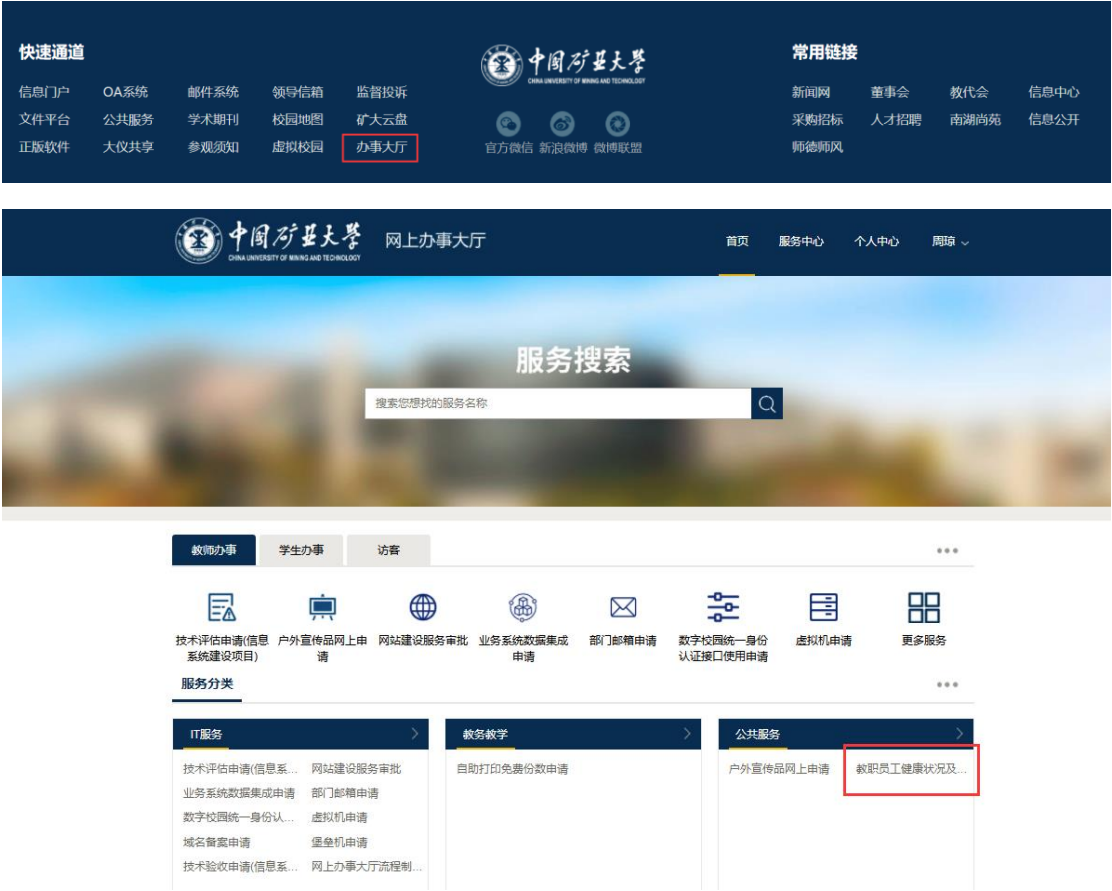 快速通道
信息门户 OA系统 邮件系统 领导信箱 监督投诉
文件平台 公共服务 学术期刊 校园地图 矿大云盘
正版软件 大仪共享 参观须知 虚拟校园 办事大厅
中国矿业大学
CHINA UNIVERSITY OF MINING AND TECHNOLOGY
官方微信 新浪微博 微博联盟
常用链接
新闻网 董事会 教代会 信息中心
采购招标 人才招聘 南湖尚苑 信息公开
师德师风
中国矿业大学 网上办事大厅 首页 服务中心 个人中心 周琼
CHINA UNIVERSITY OF MINING AND TECHNOLOGY
服务搜索
搜索您想找的服务名称
教师办事 学生办事 访客
技术评估申请(信息系统建设项目)
户外宣传品网上申请
网站建设服务审批
业务系统数据集成申请
部门邮箱申请
数字校园统一身份认证接口使用申请
虚拟机申请
更多服务
服务分类
IT服务
技术评估申请(信息系... 网站建设服务审批
业务系统数据集成申请 部门邮箱申请
数字校园统一身份认... 虚拟机申请
域名备案申请 堡垒机申请
技术验收申请(信息系... 网上办事大厅流程制...
教务教学
自助打印免费份数申请
公共服务
户外宣传品网上申请 教职员工健康状况及...